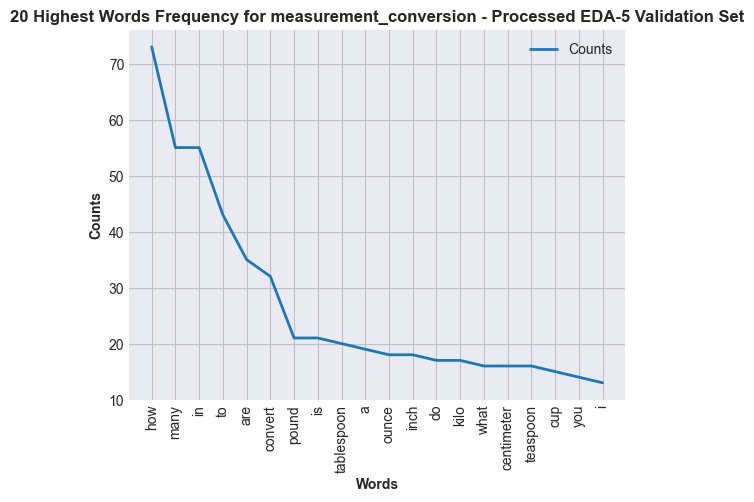 20 Highest Words Frequency for measurement_conversion - Processed EDA-5 Validation Set
Counts
70
60
50
40
30
20
10
Counts
how
many
in
to
are
convert
pound
is
tablespoon
a
ounce
inch
do
kilo
what
centimeter
teaspoon
cup
you
i
Words